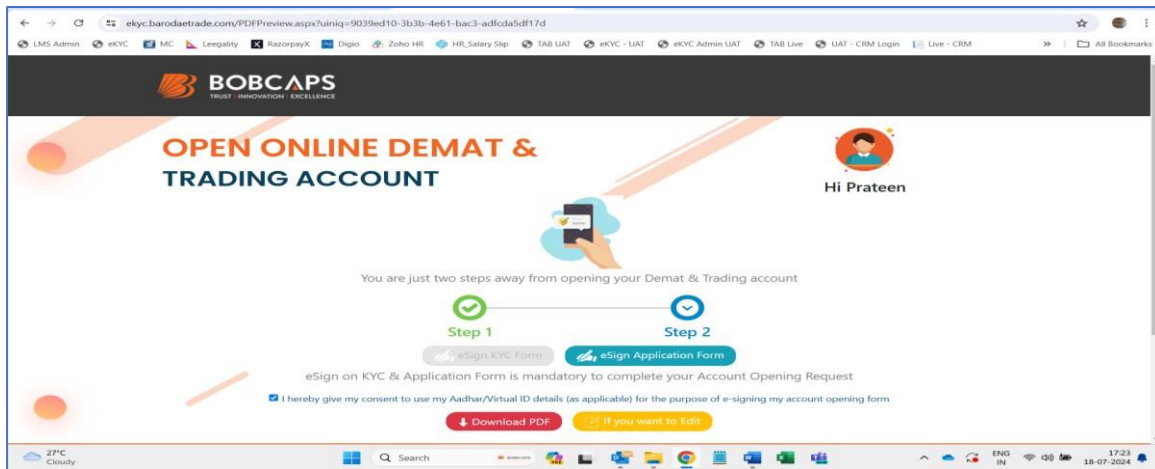 ekyc.barodaetrade.com/PDFPreview.aspx?uiniq=9039ed10-3b3b-4e61-bac3-adfcda5df17d
LMS Admin eKYC MC Leegality RazorpayX Digio Zoho HR HR_Salary Slip TAB UAT eKYC - UAT eKYC Admin UAT TAB Live UAT - CRM Login Live - CRM » All Bookmarks
BOBCAPS
TRUST | INNOVATION | EXCELLENCE
OPEN ONLINE DEMAT &
TRADING ACCOUNT
Hi Prateen
You are just two steps away from opening your Demat & Trading account
Step 1 Step 2
eSign KYC Form eSign Application Form
eSign on KYC & Application Form is mandatory to complete your Account Opening Request
I hereby give my consent to use my Aadhar/Virtual ID details (as applicable) for the purpose of e-signing my account opening form
Download PDF If you want to Edit
27°C
Cloudy
Search
ENG
IN
17:23
18-07-2024